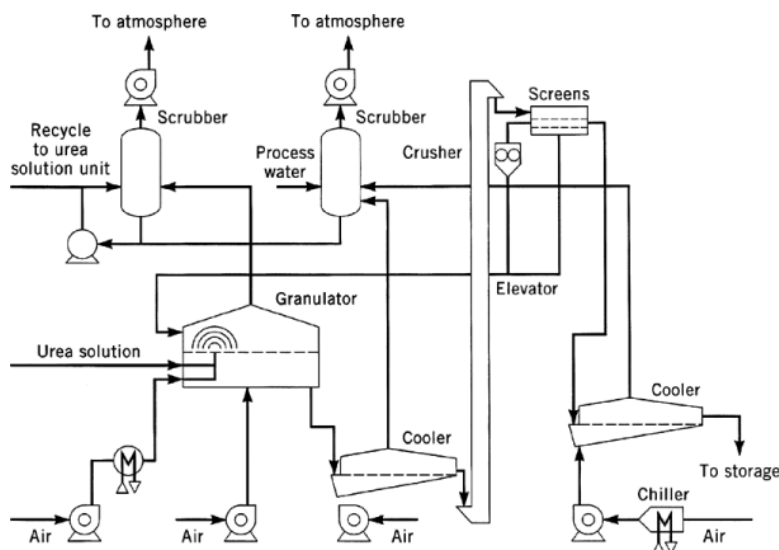 To atmosphere
To atmosphere
Screens
Scrubber
Scrubber
Recycle to
urea
solution unit
Process
water
Crusher
Elevator
Granulator
Urea solution
Cooler
Cooler
To storage
Chiller
Air
Air
Air
Air